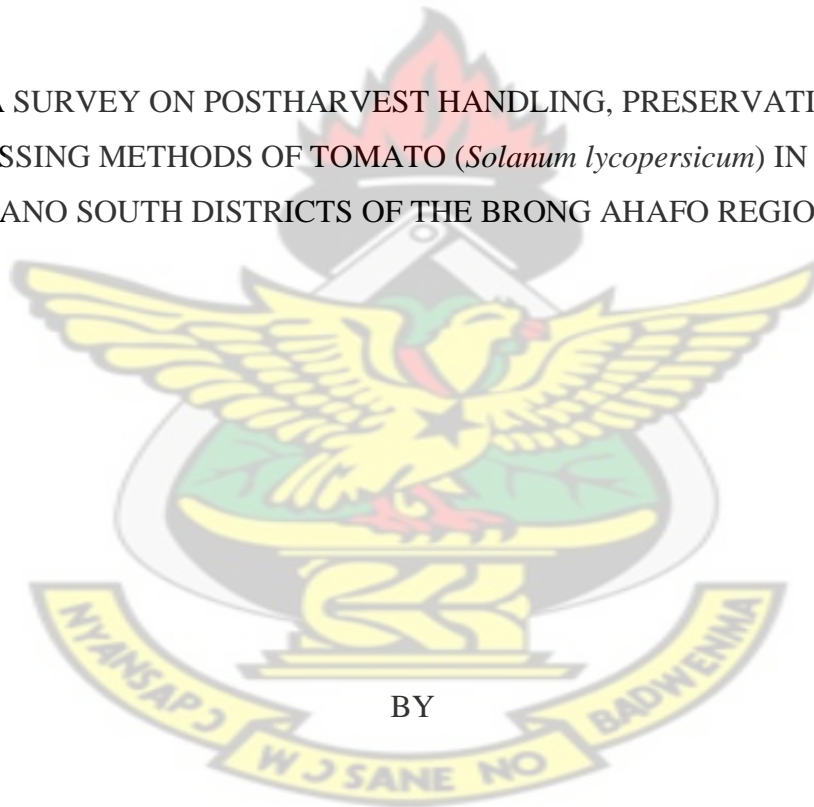 A SURVEY ON POSTHARVEST HANDLING, PRESERVATI
SSING METHODS OF TOMATO (Solanum lycopersicum) IN
ANO SOUTH DISTRICTS OF THE BRONG AHAFO REGIO
BY
NYANSAPƆ WƆ SANE NO BADWENMA